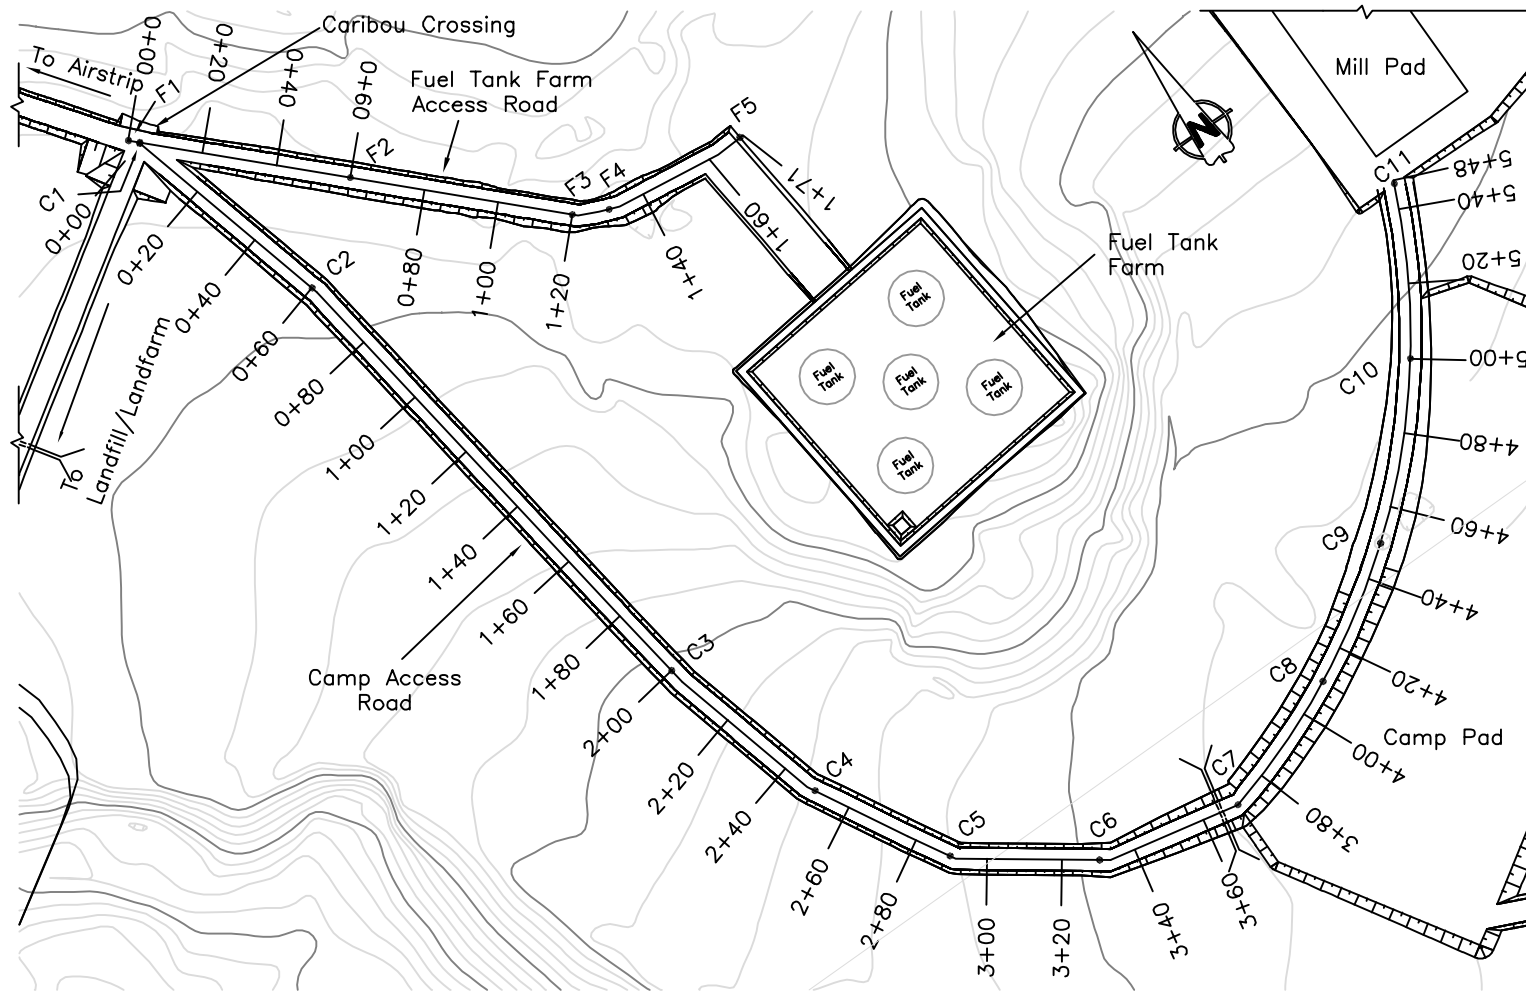 Caribou Crossing
To Airstrip
0+00
F1
0+20
0+40
0+60
Fuel Tank Farm
Access Road
F2
F3
F4
F5
1+71
1+60
1+40
1+20
1+00
0+80
C1
0+00
0+20
0+40
0+60
0+80
1+00
1+20
1+40
1+60
1+80
2+00
2+20
2+40
2+60
2+80
3+00
3+20
3+40
3+60
3+80
4+00
4+20
4+40
4+60
4+80
5+00
5+20
5+40
5+48
C2
C3
C4
C5
C6
C7
C8
C9
C10
C11
To
Landfill/Landfarm
Camp Access
Road
Fuel Tank
Farm
Fuel
Tank
Fuel
Tank
Fuel
Tank
Fuel
Tank
Fuel
Tank
N
Mill Pad
Camp Pad